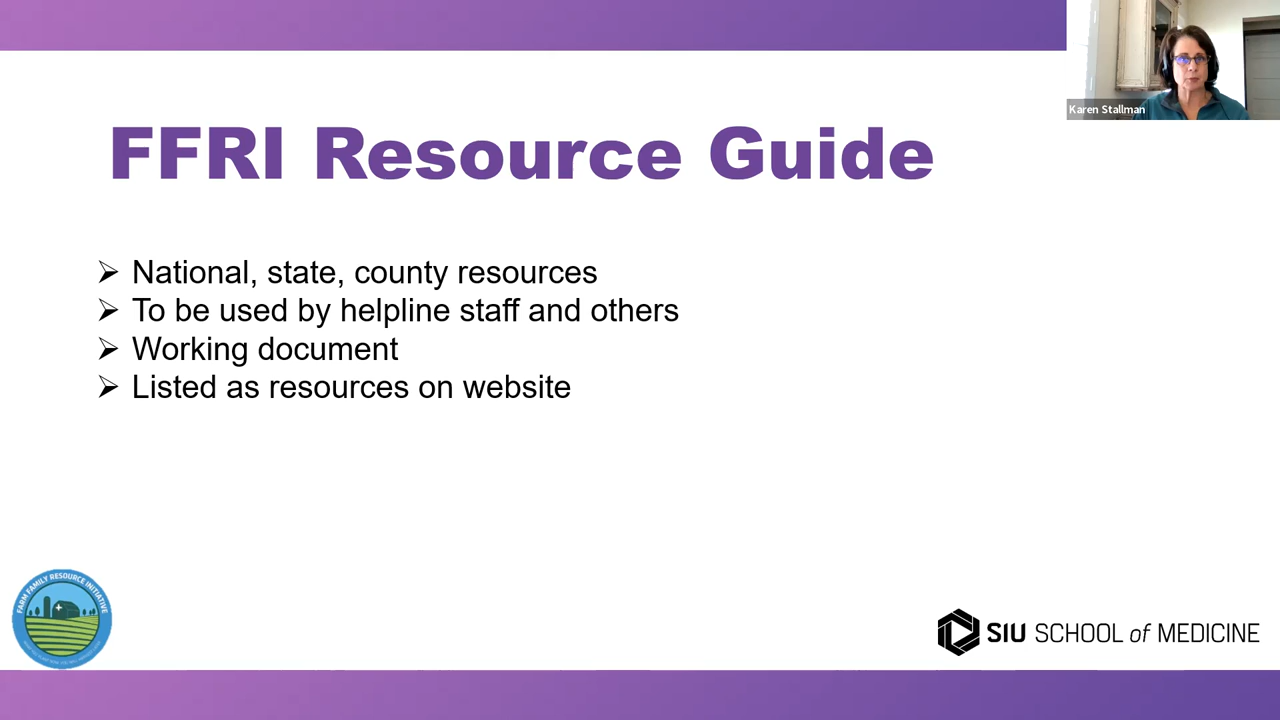 Karen Stallman
FFRI Resource Guide
➢ National, state, county resources
➢ To be used by helpline staff and others
➢ Working document
➢ Listed as resources on website
FARM FAMILY RESOURCE INITIATIVE
SIU SCHOOL of MEDICINE